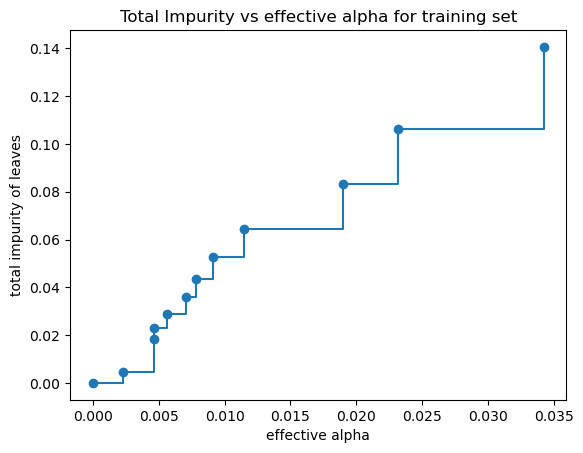 Total Impurity vs effective alpha for training set
total impurity of leaves
0.14
0.12
0.10
0.08
0.06
0.04
0.02
0.00
0.000 0.005 0.010 0.015 0.020 0.025 0.030 0.035
effective alpha